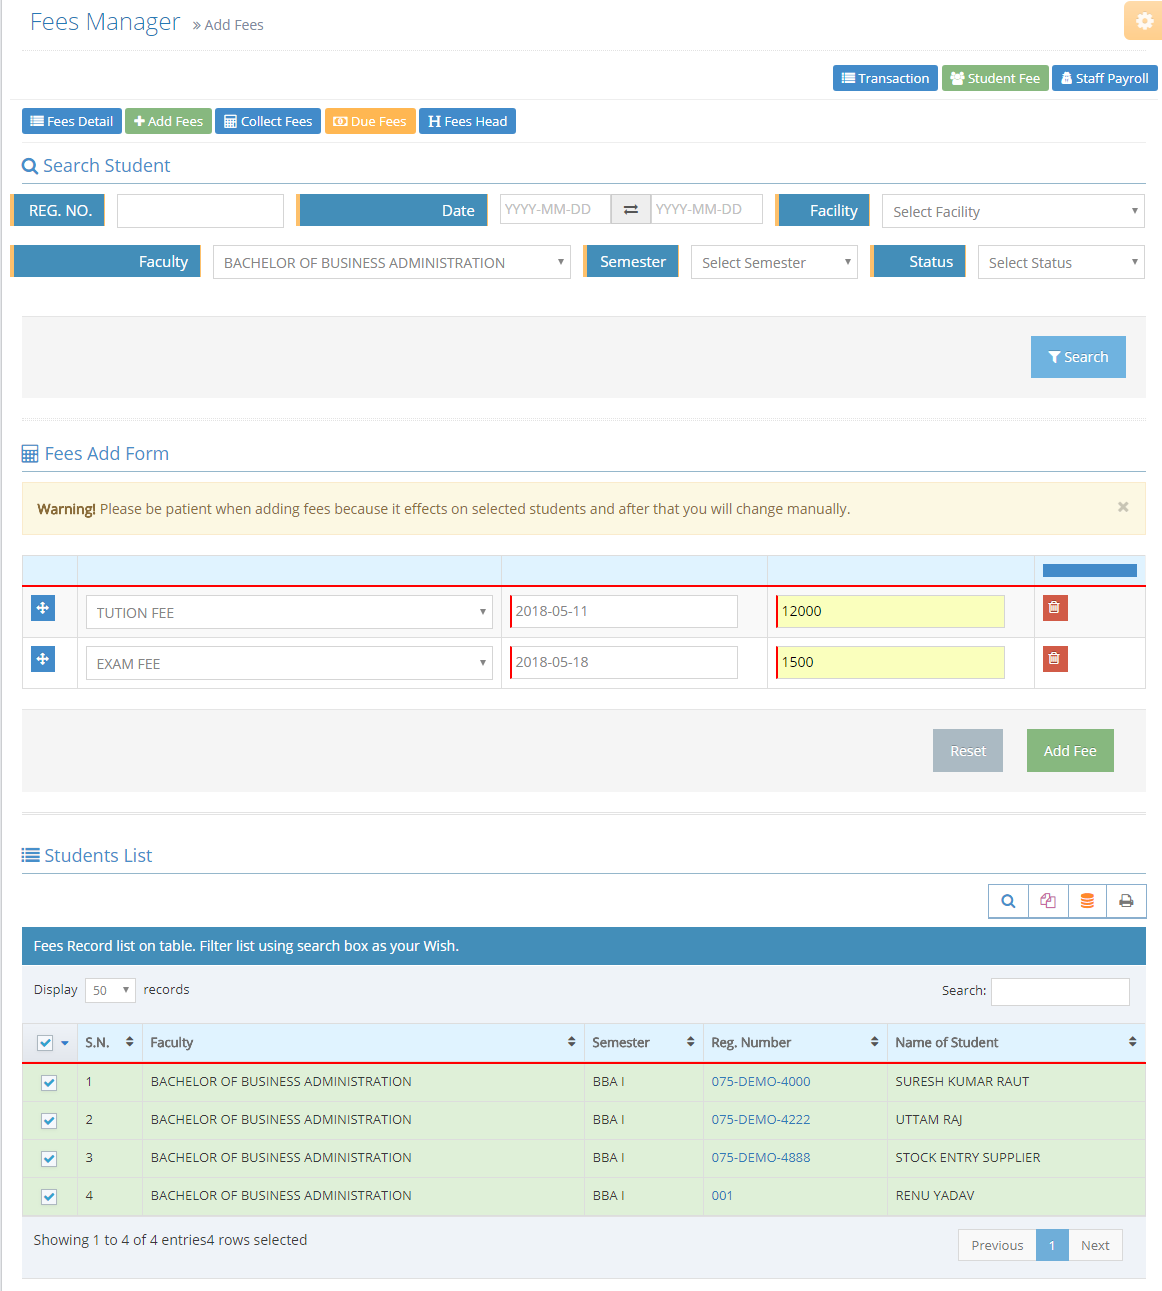 Fees Manager » Add Fees
Transaction Student Fee Staff Payroll
Fees Detail Add Fees Collect Fees Due Fees Fees Head
Search Student
REG. NO. Date YYYY-MM-DD YYYY-MM-DD Facility Select Facility
Faculty BACHELOR OF BUSINESS ADMINISTRATION Semester Select Semester Status Select Status
Search
Fees Add Form
Warning! Please be patient when adding fees because it effects on selected students and after that you will change manually. ×
TUTION FEE 2018-05-11 12000
EXAM FEE 2018-05-18 1500
Reset Add Fee
Students List
Fees Record list on table. Filter list using search box as your Wish.
Display 50 records Search:
S.N. Faculty Semester Reg. Number Name of Student
1 BACHELOR OF BUSINESS ADMINISTRATION BBA I 075-DEMO-4000 SURESH KUMAR RAUT
2 BACHELOR OF BUSINESS ADMINISTRATION BBA I 075-DEMO-4222 UTTAM RAJ
3 BACHELOR OF BUSINESS ADMINISTRATION BBA I 075-DEMO-4888 STOCK ENTRY SUPPLIER
4 BACHELOR OF BUSINESS ADMINISTRATION BBA I 001 RENU YADAV
Showing 1 to 4 of 4 entries4 rows selected Previous 1 Next